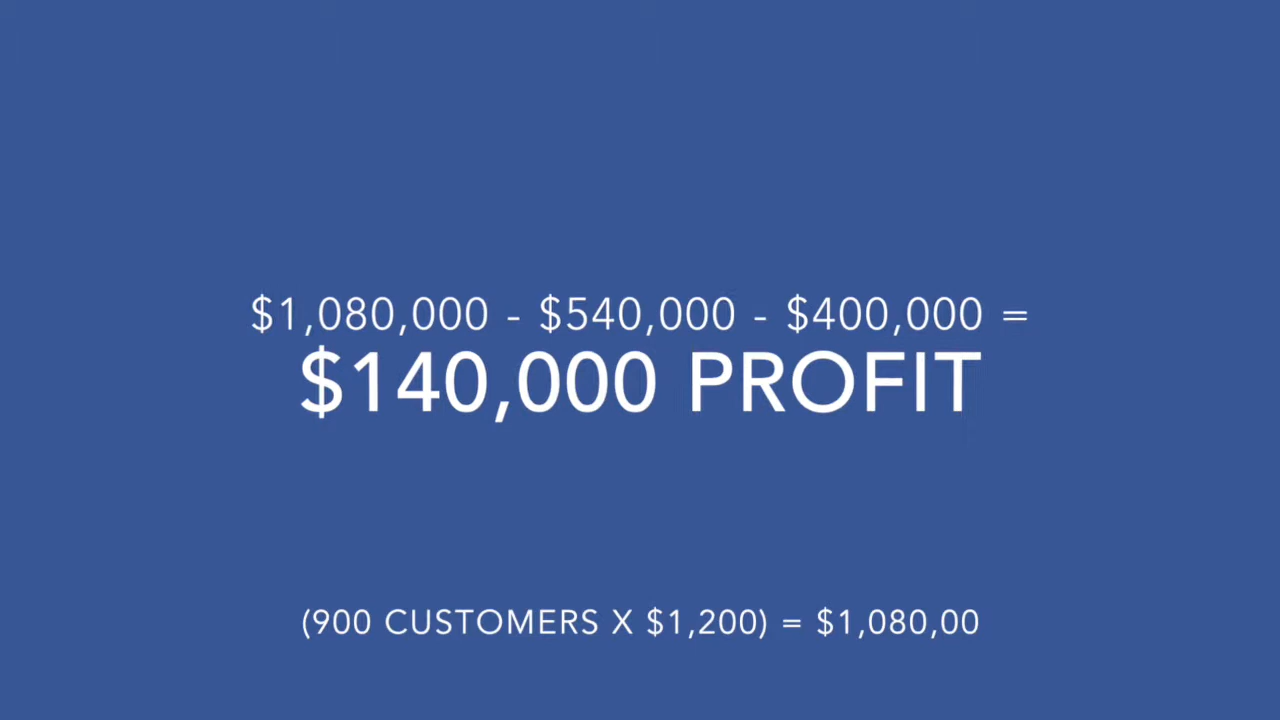 $1,080,000 - $540,000 - $400,000 =
$140,000 PROFIT
(900 CUSTOMERS X $1,200) = $1,080,00